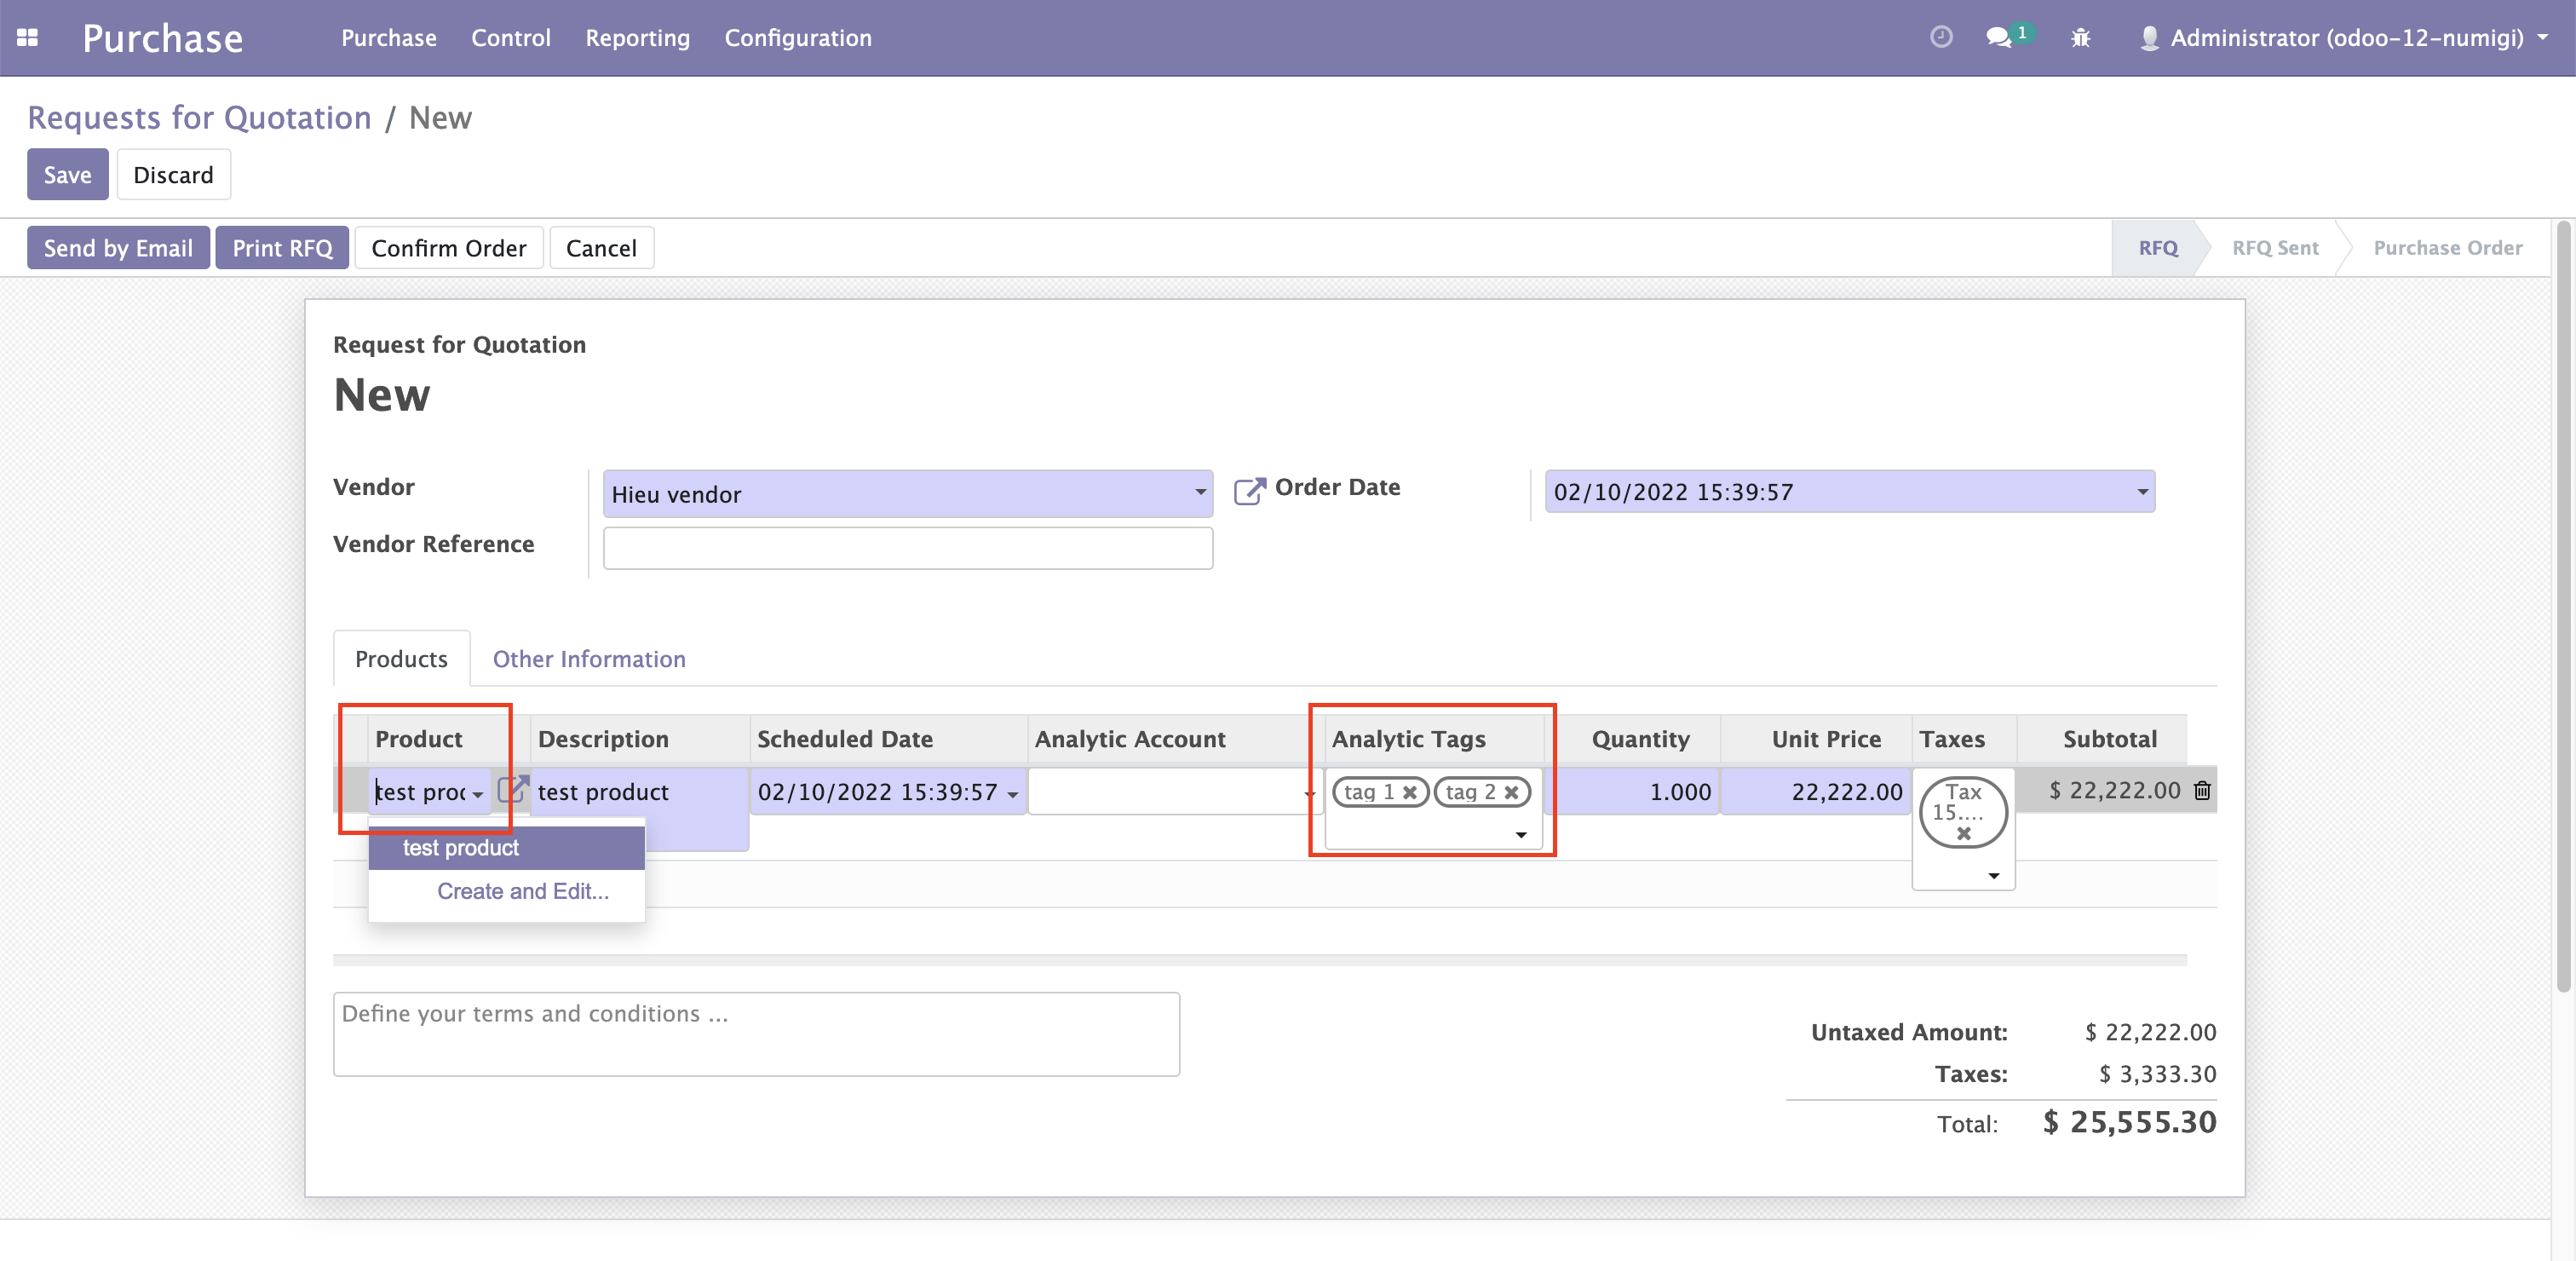 Purchase Purchase Control Reporting Configuration 1 Administrator (odoo-12-numigi)
Requests for Quotation / New
Save Discard
Send by Email Print RFQ Confirm Order Cancel RFQ RFQ Sent Purchase Order
Request for Quotation
New
Vendor Hieu vendor Order Date 02/10/2022 15:39:57
Vendor Reference
Products Other Information
Product Description Scheduled Date Analytic Account Analytic Tags Quantity Unit Price Taxes Subtotal
test proc test product 02/10/2022 15:39:57 tag 1 tag 2 1.000 22,222.00 Tax $ 22,222.00
15....
test product
Create and Edit...
Define your terms and conditions ...
Untaxed Amount: $ 22,222.00
Taxes: $ 3,333.30
Total: $ 25,555.30